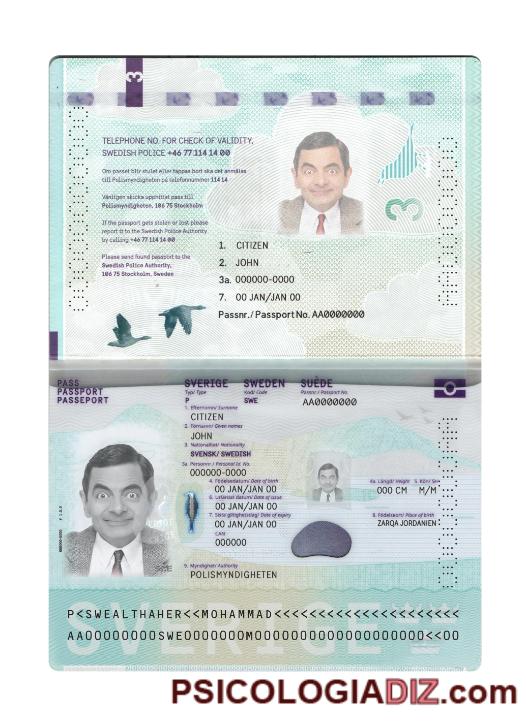 3
TELEPHONE NO. FOR CHECK OF VALIDITY,
SWEDISH POLICE +46 77 114 14 00
Om passet blir stulet eller tappas bort ska det anmälas
till Polismyndigheten på telefonnummer 114 14
Vänligen skicka upphittat pass till
Polismyndigheten, 106 75 Stockholm
If the passport gets stolen or lost please
report it to the Swedish Police Authority
by calling +46 77 114 14 00
Please send found passport to the
Swedish Police Authority,
106 75 Stockholm, Sweden
3
1. CITIZEN
2. JOHN
3a. 000000-0000
7. 00 JAN/JAN 00
Passnr./Passport No. AA0000000
PASS
PASSPORT
PASSEPORT
SVERIGE SWEDEN SUÈDE
Typ/ Type Kod/ Code Passnr./ Passport No.
P SWE AA0000000
1. Efternamn/ Surname
CITIZEN
2. Förnamn/ Given names
JOHN
3. Nationalitet/ Nationality
SVENSK/ SWEDISH
3a Personnr./ Personal Id. No.
000000-0000
4. Födelsedatum/ Date of birth
00 JAN/JAN 00
6. Utfärdat datum/ Date of issue
00 JAN/JAN 00
7. Sista giltighetsdag/ Date of expiry
00 JAN/JAN 00
CAN
000000
4a. Längd/ Height 5. Kön/ Sex
000 CM M/M
8. Födelseort/ Place of birth
ZARQA JORDANIEN
9. Myndighet/ Authority
POLISMYNDIGHETEN
SVERIGE
P<SWEALTHAHER<<MOHAMMAD<<<<<<<<<<<<<<<<<<<<<
AA00000000SWE0000000M00000000000000000000<<00
PSICOLOGIADIZ.com